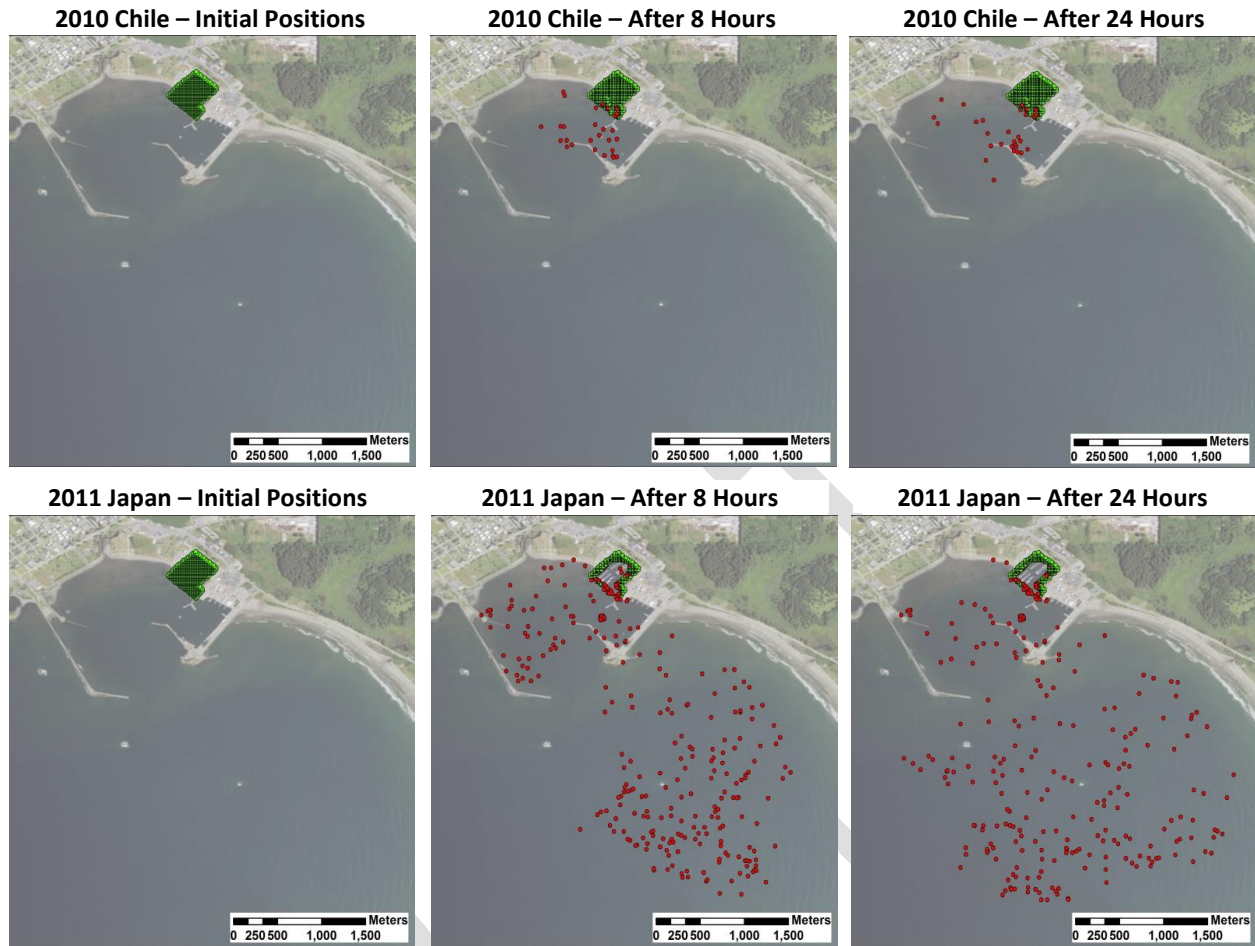 2010 Chile – Initial Positions
2010 Chile – After 8 Hours
2010 Chile – After 24 Hours
Meters
0 250 500 1,000 1,500
Meters
0 250 500 1,000 1,500
Meters
0 250 500 1,000 1,500
2011 Japan – Initial Positions
2011 Japan – After 8 Hours
2011 Japan – After 24 Hours
Meters
0 250 500 1,000 1,500
Meters
0 250 500 1,000 1,500
Meters
0 250 500 1,000 1,500